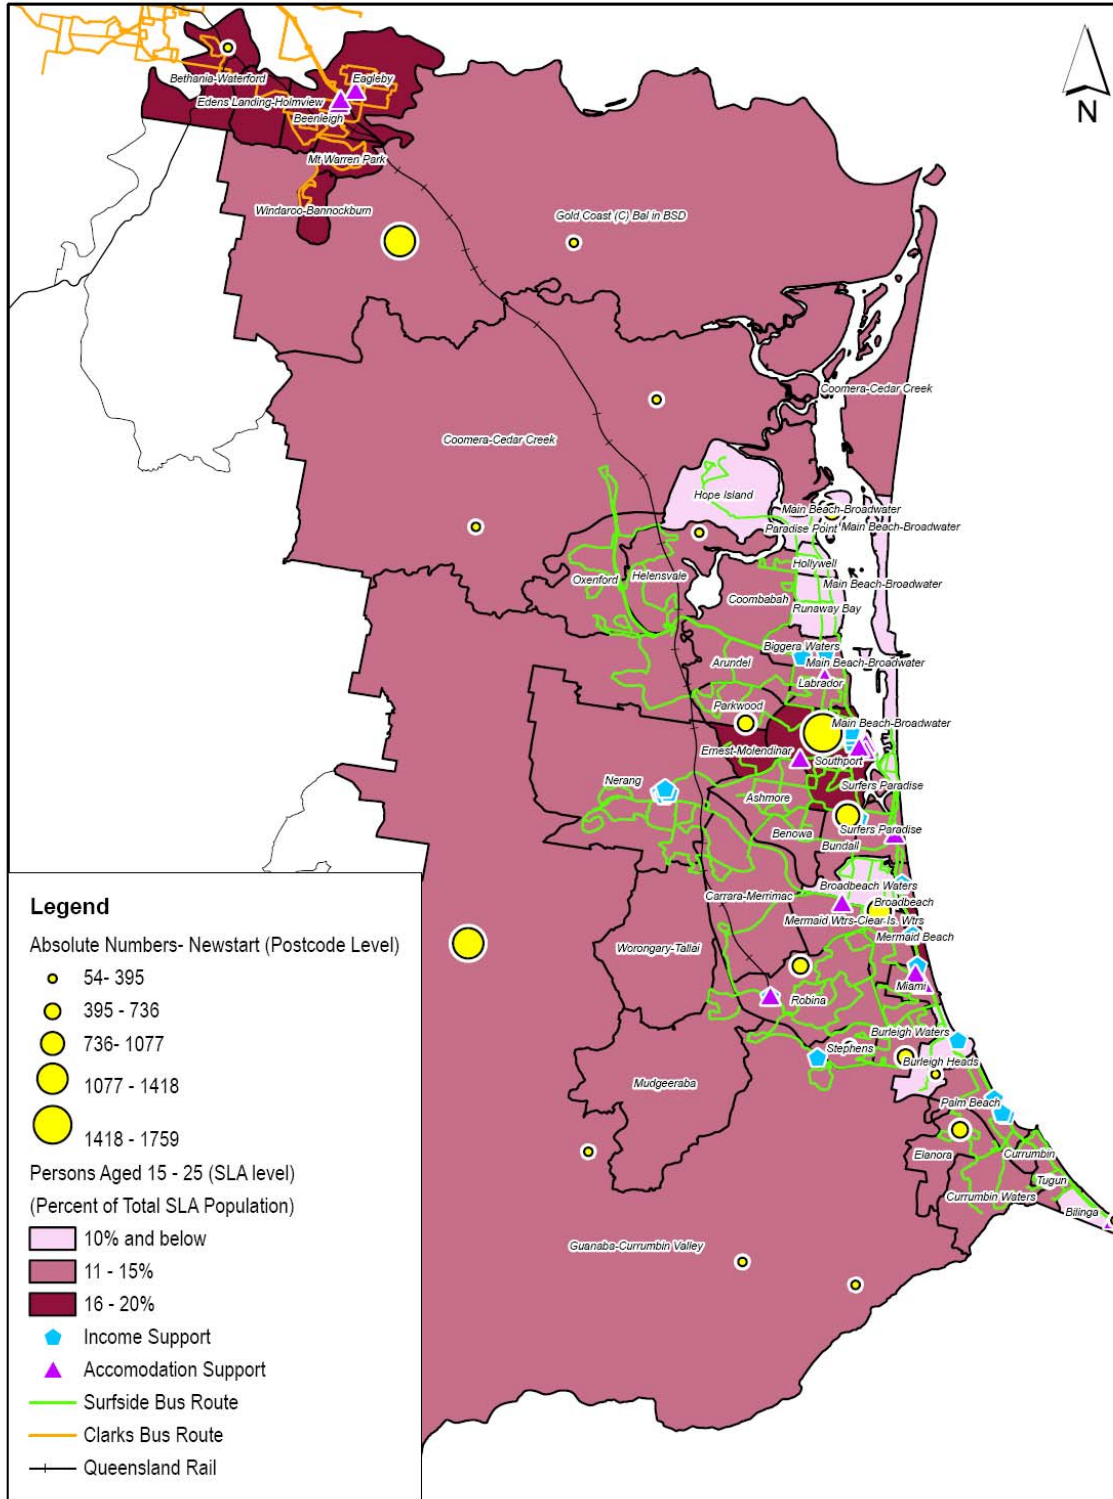 Bethania-Waterford
Eagleby
Edens Landing-Holmview
Beenleigh
N
Mt Warren Park
Windaroo-Bannockburn
Gold Coast (C) Bal in BSD
Coomera-Cedar Creek
Coomera-Cedar Creek
Hope Island
Main Beach-Broadwater
Paradise Point
Main Beach-Broadwater
Hollywell
Oxenford
Helensvale
Main Beach-Broadwater
Coombabah
Runaway Bay
Biggera Waters
Arundel
Main Beach-Broadwater
Labrador
Parkwood
Main Beach-Broadwater
Ernest-Molendinar
Southport
Nerang
Surfers Paradise
Ashmore
Benowa
Surfers Paradise
Bundall
Broadbeach Waters
Carrara-Merrimac
Broadbeach
Mermaid Wtrs-Clear Is. Wtrs
Mermaid Beach
Worongary-Tallai
Miami
Robina
Burleigh Waters
Stephens
Burleigh Heads
Mudgeeraba
Palm Beach
Elanora
Currumbin
Tugun
Currumbin Waters
Bilinga
Guanaba-Currumbin Valley
Legend
Absolute Numbers- Newstart (Postcode Level)
54- 395
395 - 736
736- 1077
1077 - 1418
1418 - 1759
Persons Aged 15 - 25 (SLA level)
(Percent of Total SLA Population)
10% and below
11 - 15%
16 - 20%
Income Support
Accomodation Support
Surfside Bus Route
Clarks Bus Route
Queensland Rail